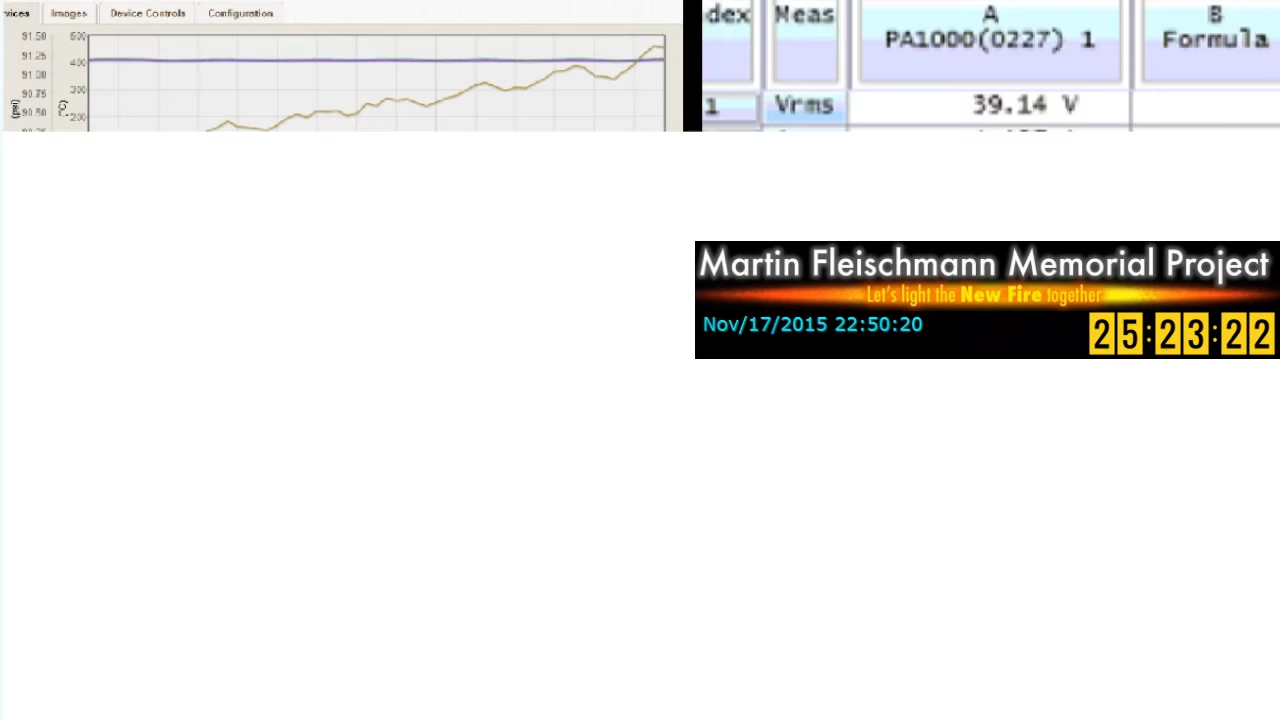 vices Images Device Controls Configuration
91.50 500
91.25 400
91.00
90.75 300
90.50 200
(psi) (°C)
dex Meas A B
PA1000(0227) 1 Formula
1 Vrms 39.14 V
Martin Fleischmann Memorial Project
Let's light the New Fire together
Nov/17/2015 22:50:20 25:23:22